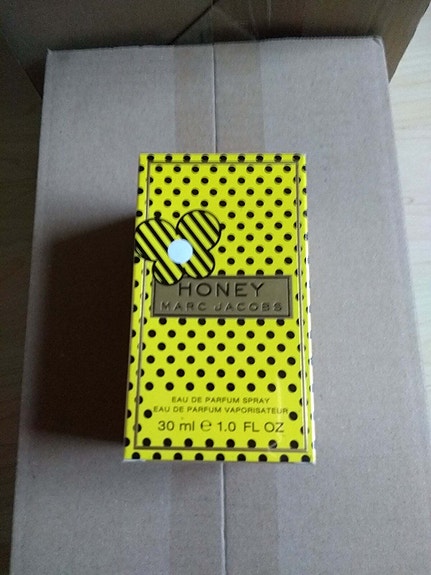 HONEY
MARC JACOBS
EAU DE PARFUM SPRAY
EAU DE PARFUM VAPORISATEUR
30 ml ℮ 1.0 FL OZ